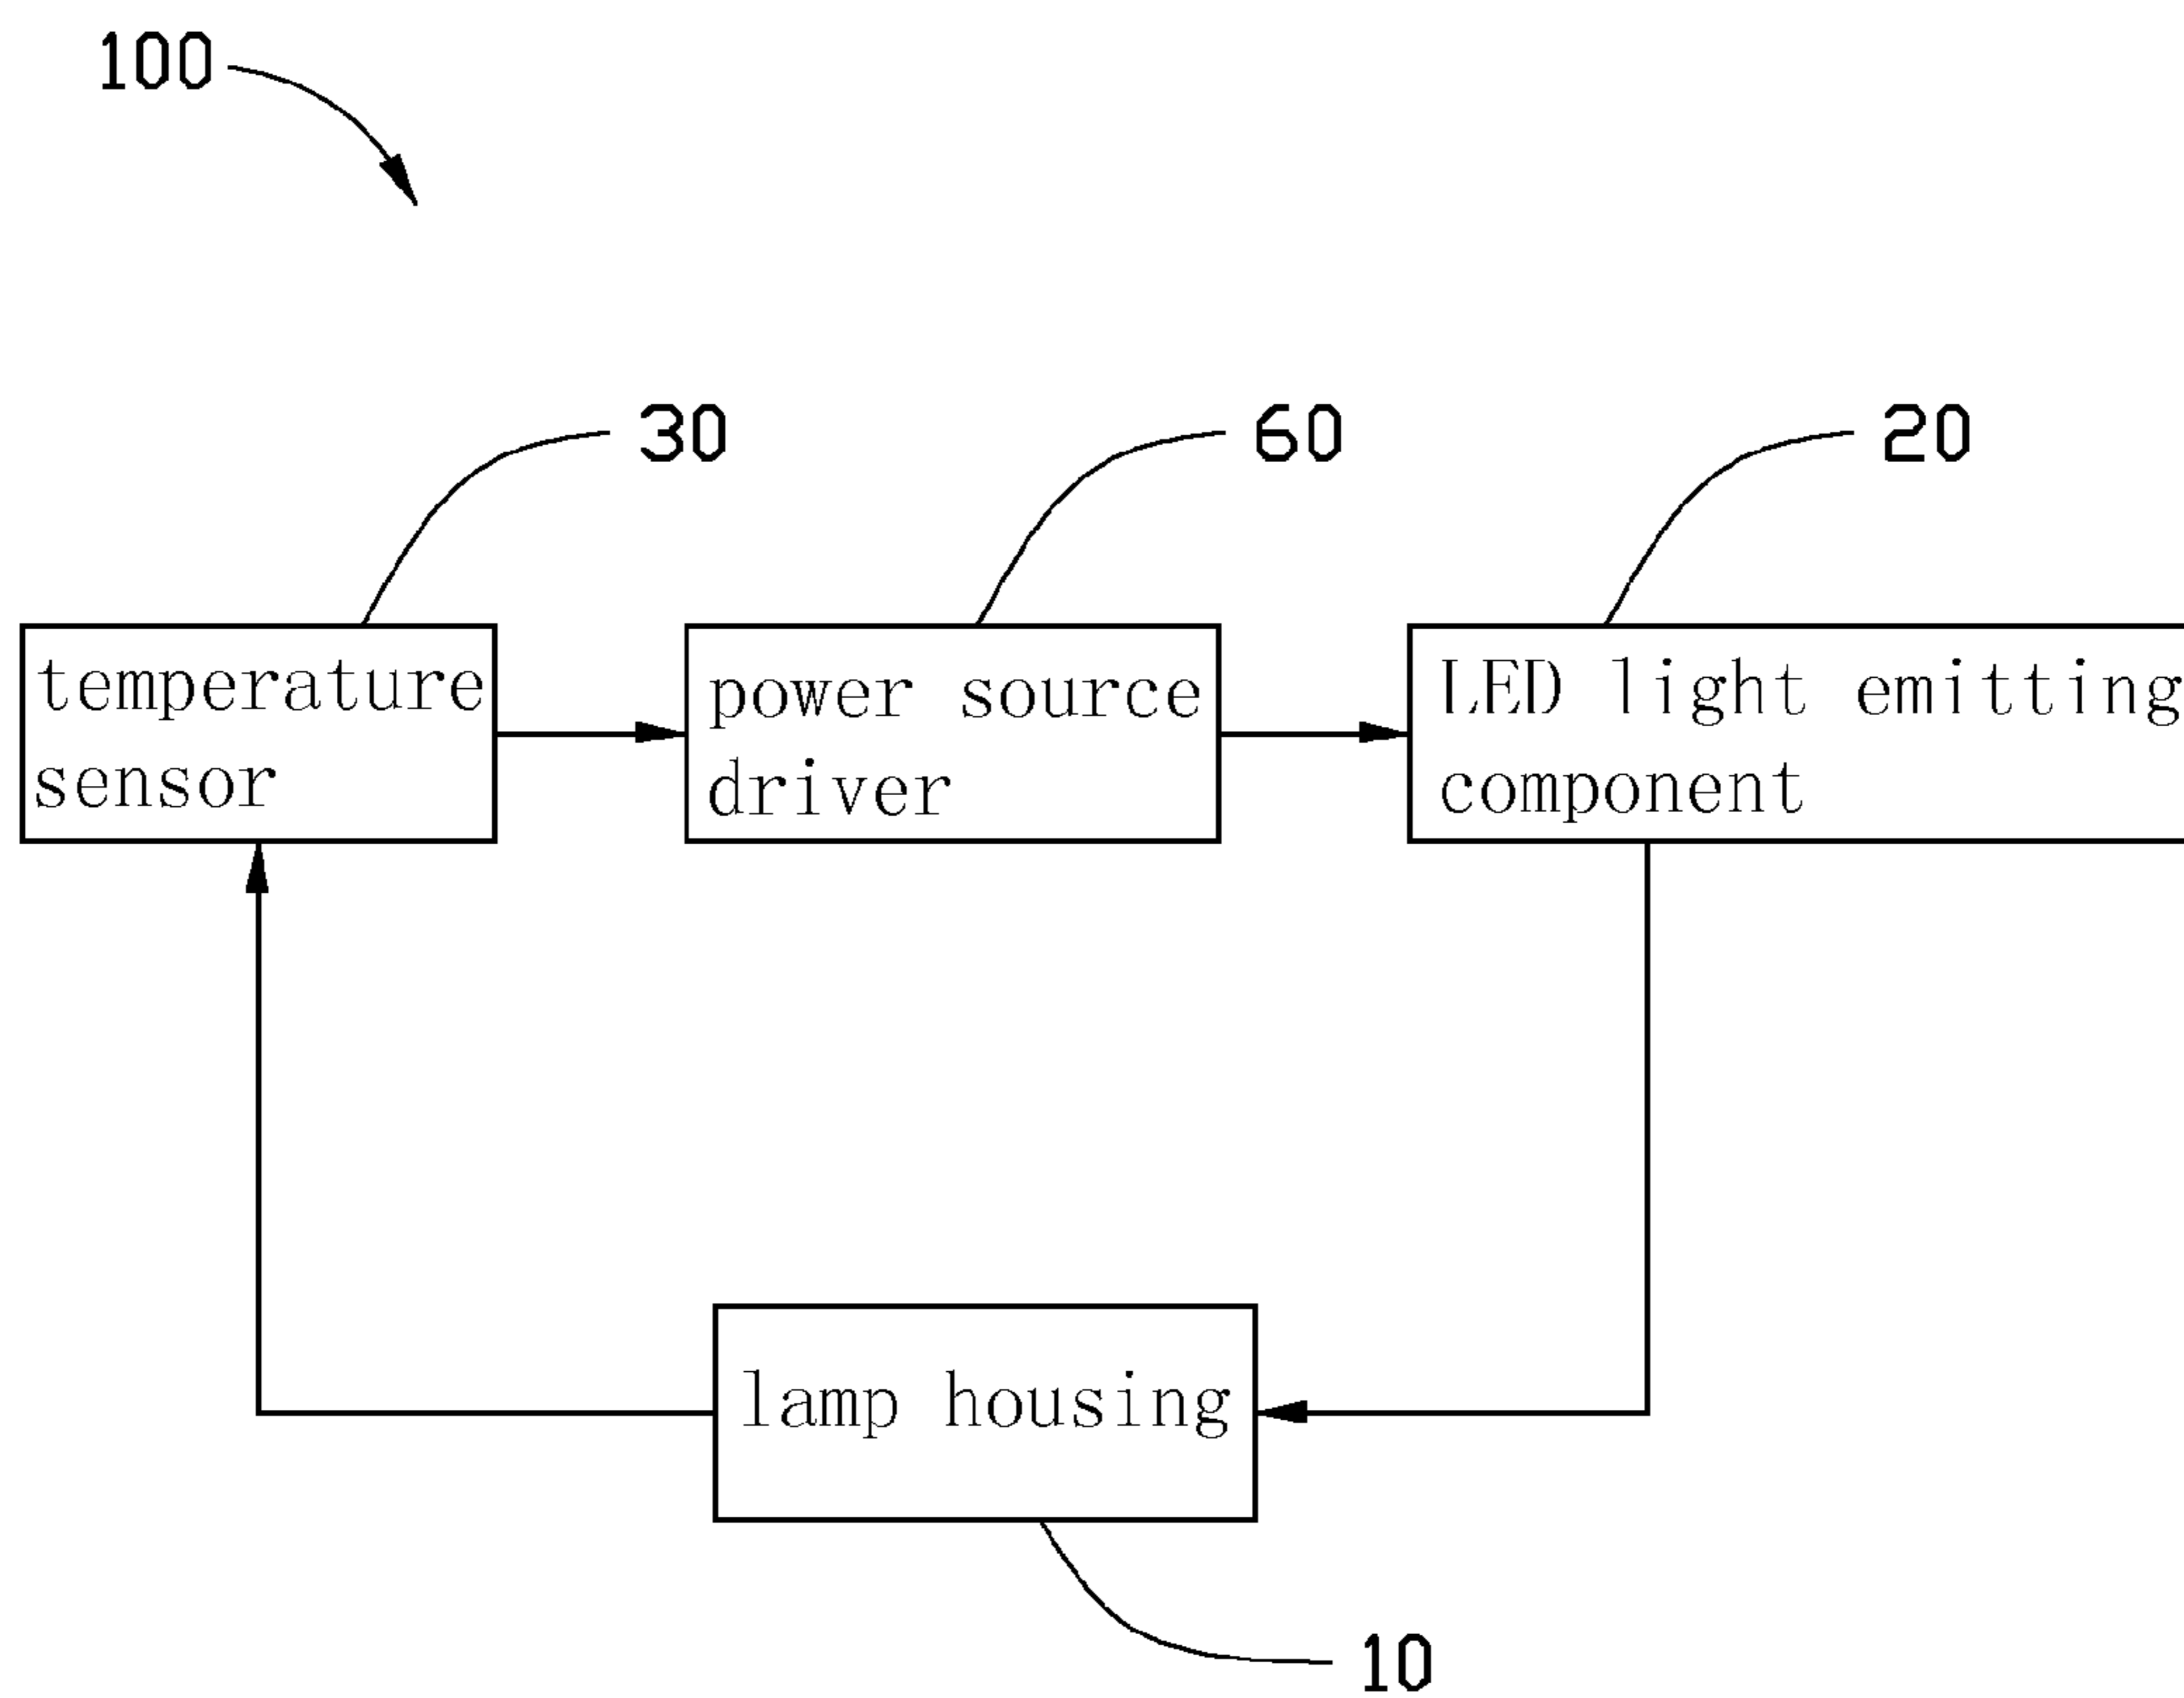 100
30
60
20
temperature
sensor
power source
driver
LED light emitting
component
lamp housing
10